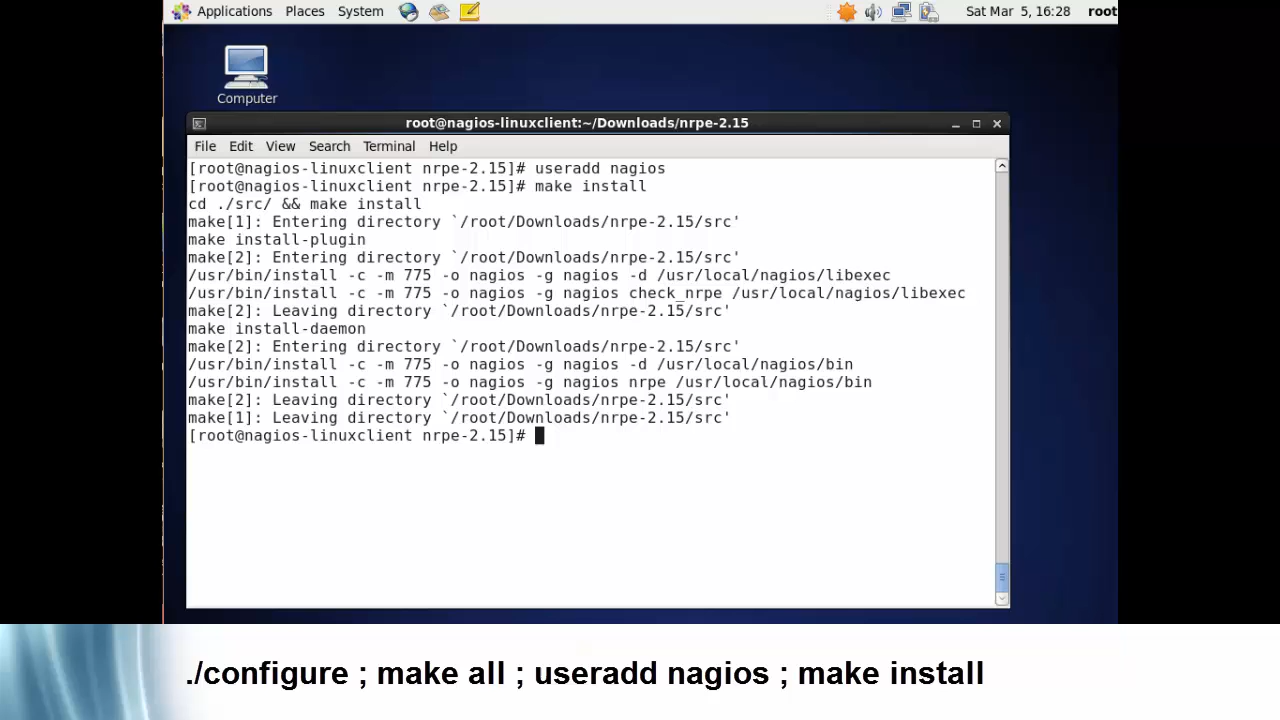 Applications Places System Sat Mar 5, 16:28 root
Computer
root@nagios-linuxclient:~/Downloads/nrpe-2.15
File Edit View Search Terminal Help
[root@nagios-linuxclient nrpe-2.15]# useradd nagios
[root@nagios-linuxclient nrpe-2.15]# make install
cd ./src/ && make install
make[1]: Entering directory `/root/Downloads/nrpe-2.15/src'
make install-plugin
make[2]: Entering directory `/root/Downloads/nrpe-2.15/src'
/usr/bin/install -c -m 775 -o nagios -g nagios -d /usr/local/nagios/libexec
/usr/bin/install -c -m 775 -o nagios -g nagios check_nrpe /usr/local/nagios/libexec
make[2]: Leaving directory `/root/Downloads/nrpe-2.15/src'
make install-daemon
make[2]: Entering directory `/root/Downloads/nrpe-2.15/src'
/usr/bin/install -c -m 775 -o nagios -g nagios -d /usr/local/nagios/bin
/usr/bin/install -c -m 775 -o nagios -g nagios nrpe /usr/local/nagios/bin
make[2]: Leaving directory `/root/Downloads/nrpe-2.15/src'
make[1]: Leaving directory `/root/Downloads/nrpe-2.15/src'
[root@nagios-linuxclient nrpe-2.15]#
./configure ; make all ; useradd nagios ; make install